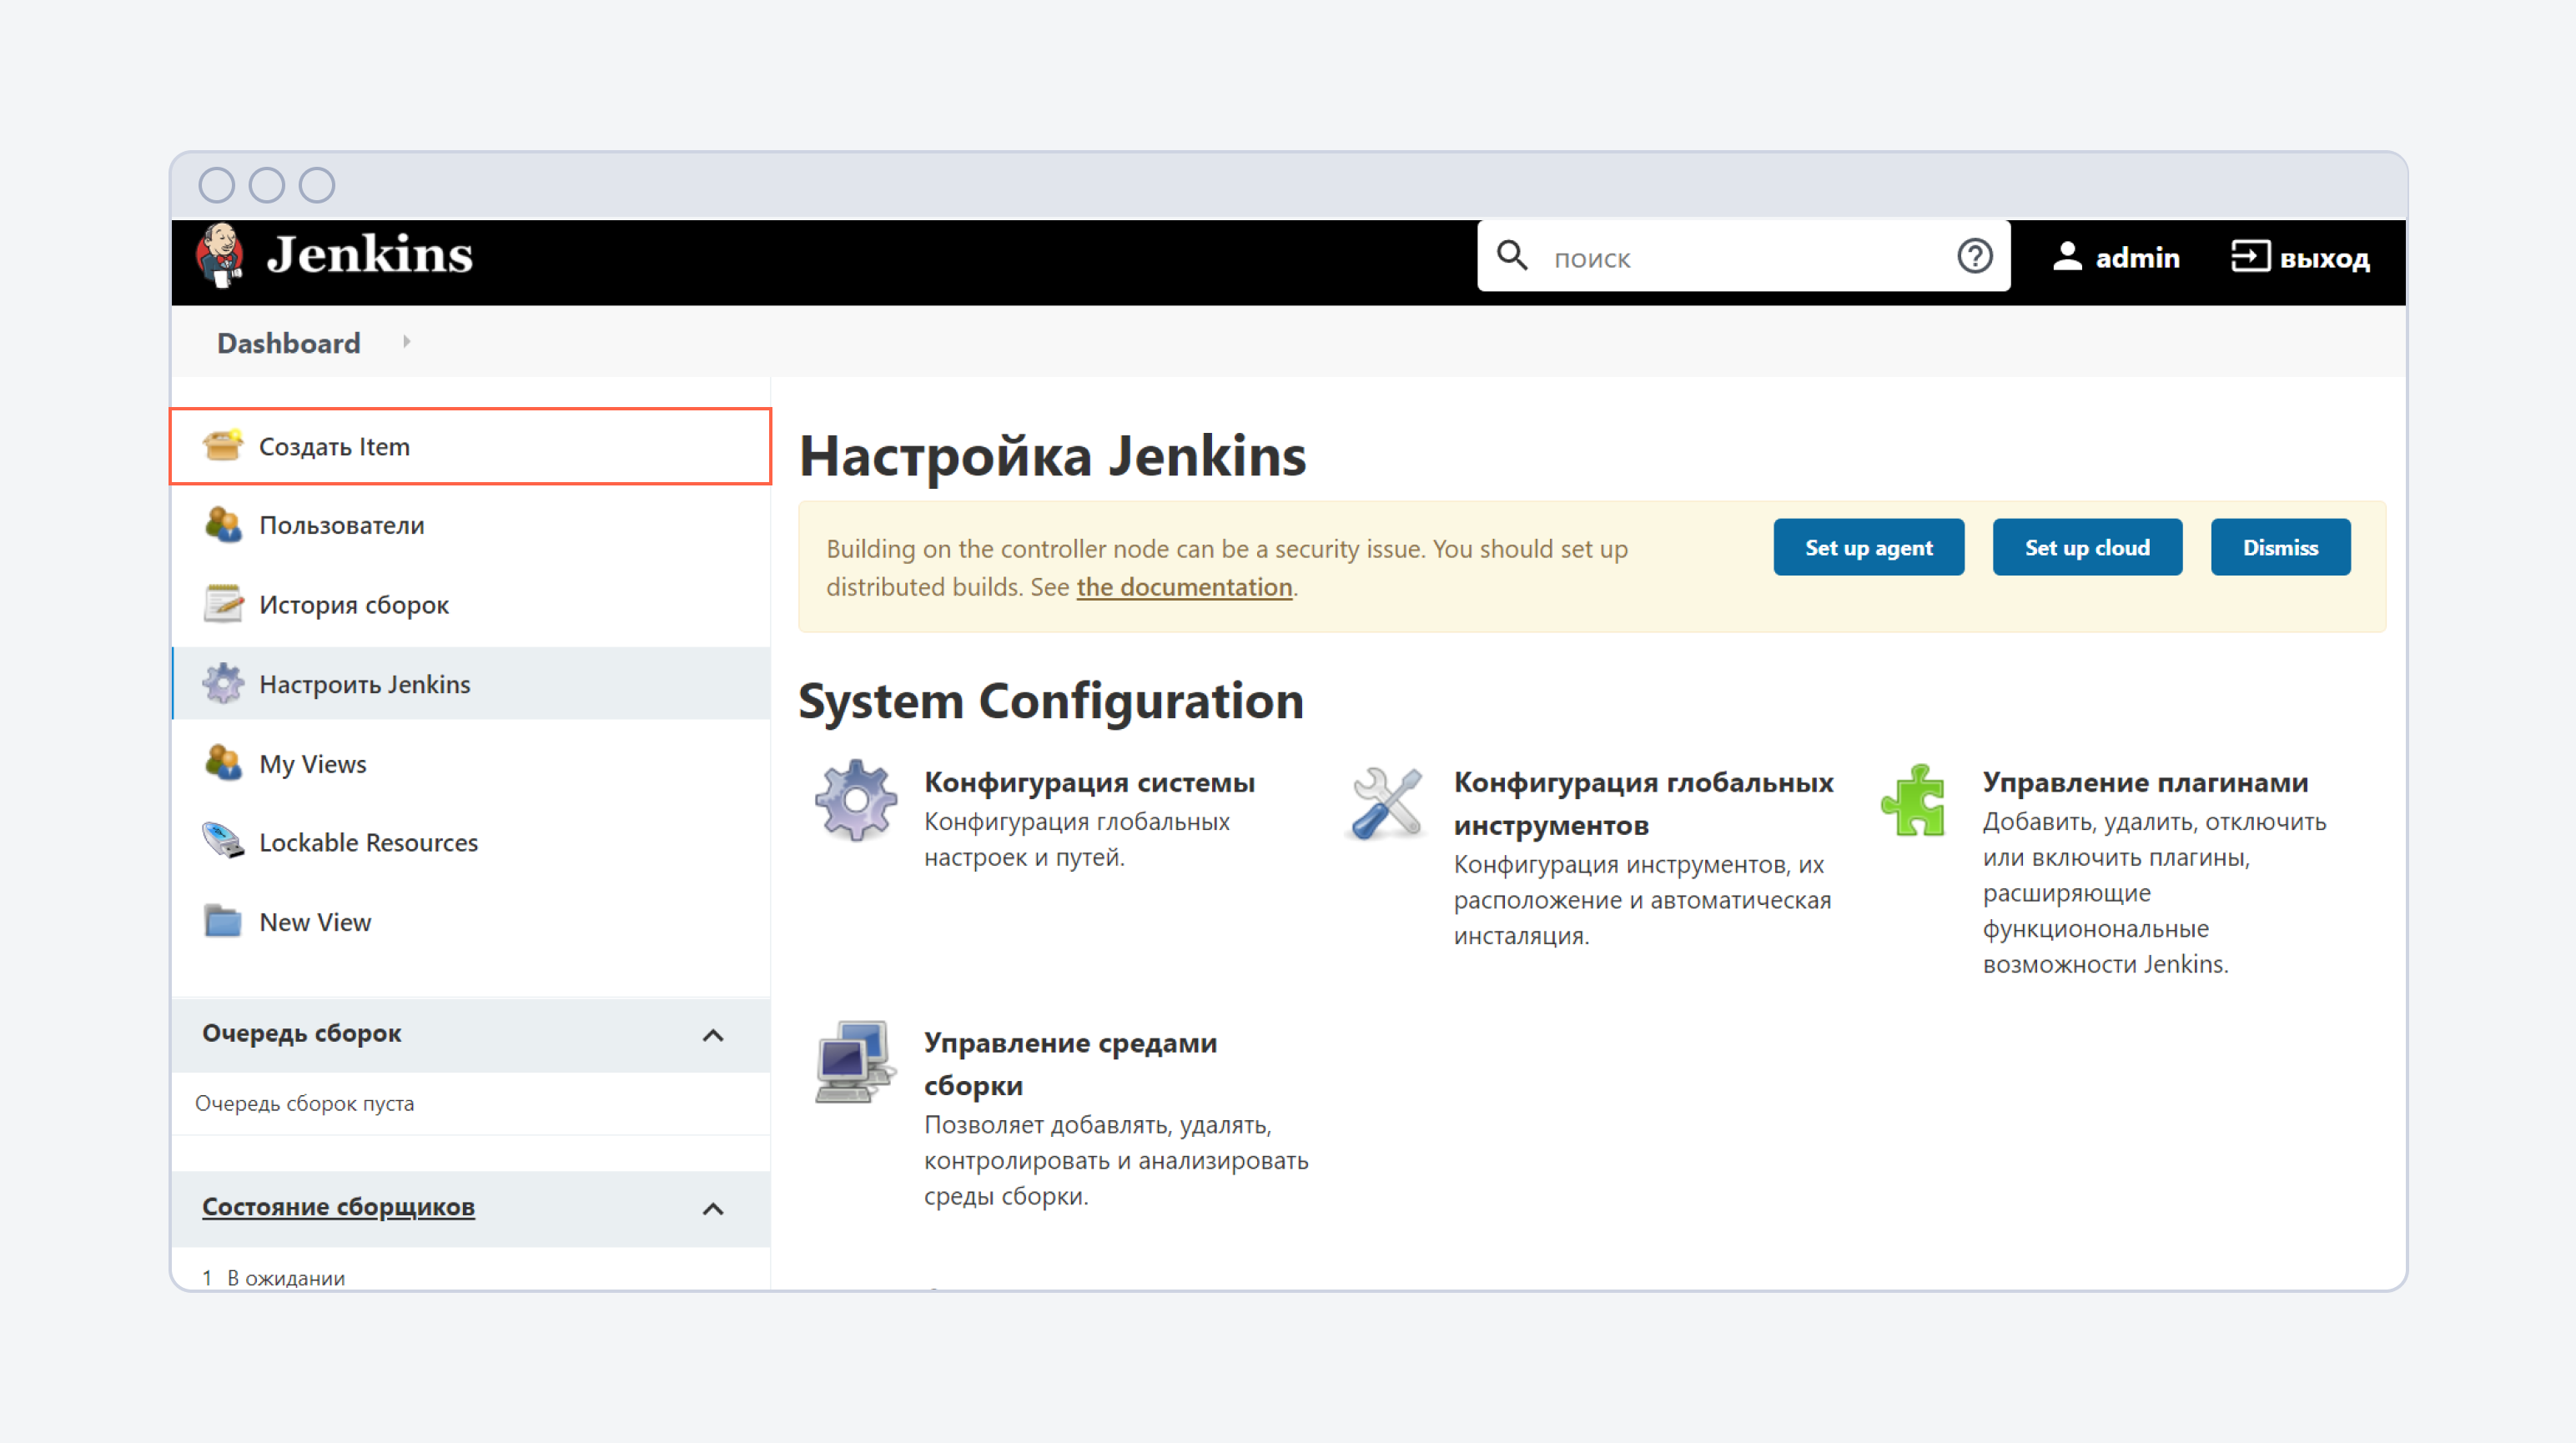 Jenkins
поиск
admin
выход
Dashboard
Создать Item
Пользователи
История сборок
Настроить Jenkins
My Views
Lockable Resources
New View
Очередь сборок
Очередь сборок пуста
Состояние сборщиков
1 В ожидании
Настройка Jenkins
Building on the controller node can be a security issue. You should set up
distributed builds. See the documentation.
Set up agent
Set up cloud
Dismiss
System Configuration
Конфигурация системы
Конфигурация глобальных
настроек и путей.
Конфигурация глобальных
инструментов
Конфигурация инструментов, их
расположение и автоматическая
инсталяция.
Управление плагинами
Добавить, удалить, отключить
или включить плагины,
расширяющие
функционональные
возможности Jenkins.
Управление средами
сборки
Позволяет добавлять, удалять,
контролировать и анализировать
среды сборки.